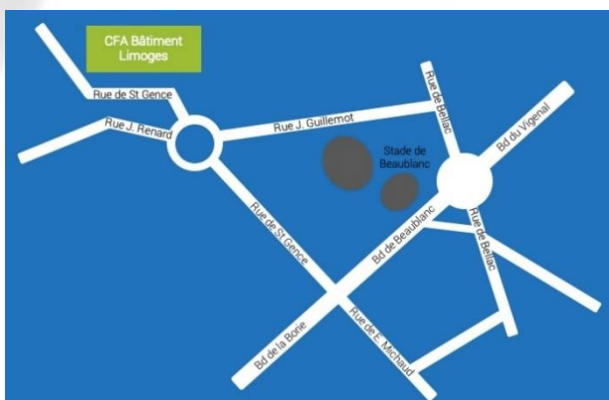 CFA Bâtiment
Limoges
Rue de St Gence
Rue J. Renard
Rue J. Guillemot
Rue de Bellac
Bd du Vigenal
Stade de
Beaublanc
Rue de St Gence
Bd de Beaublanc
Rue de Bellac
Bd de la Borie
Rue de E. Michaud